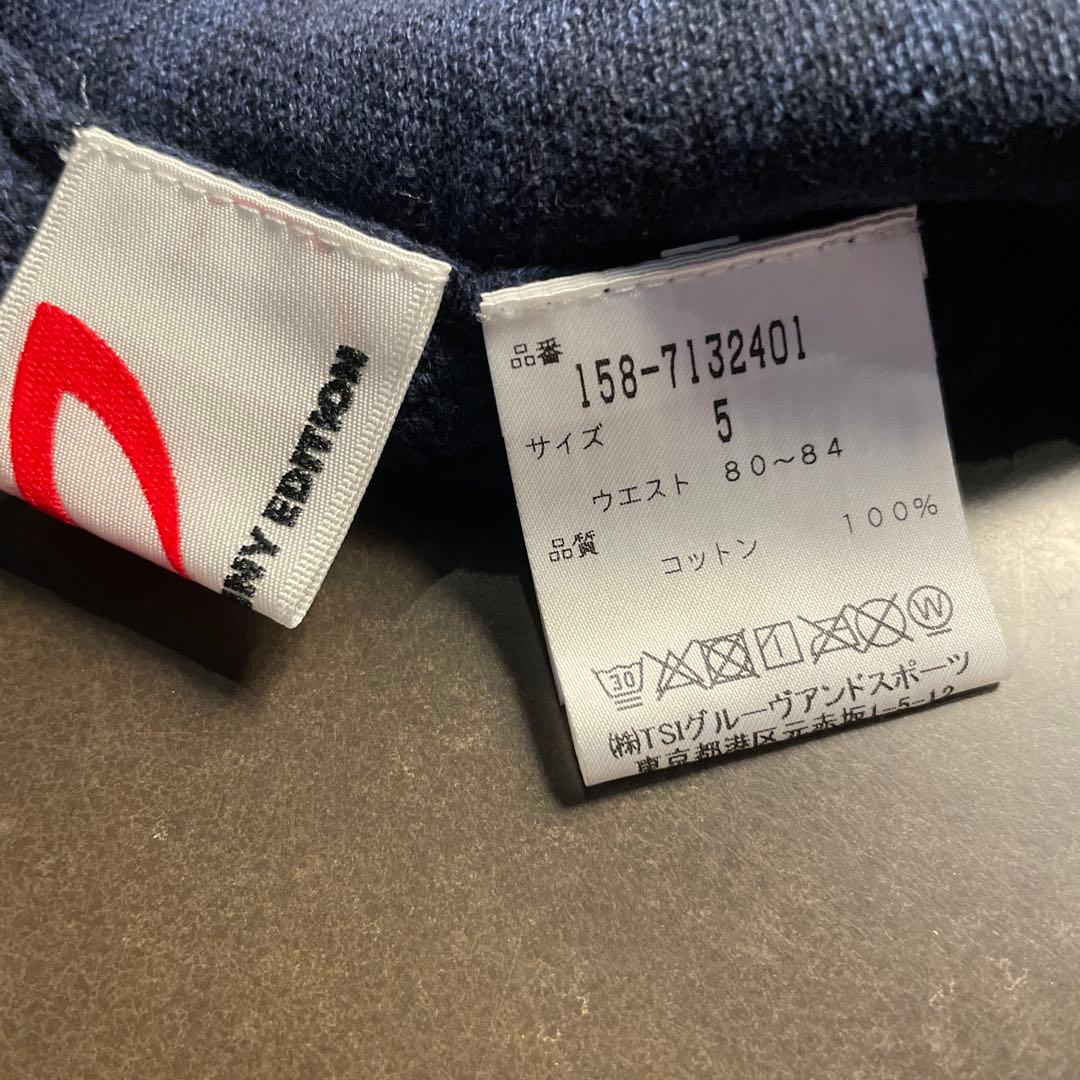 EDITION
品番 158-7132401
サイズ 5
ウエスト 80～84
品質 コットン 100%
30 1 W
㈱TSIグルーヴアンドスポーツ
東京都港区元赤坂1-5-12